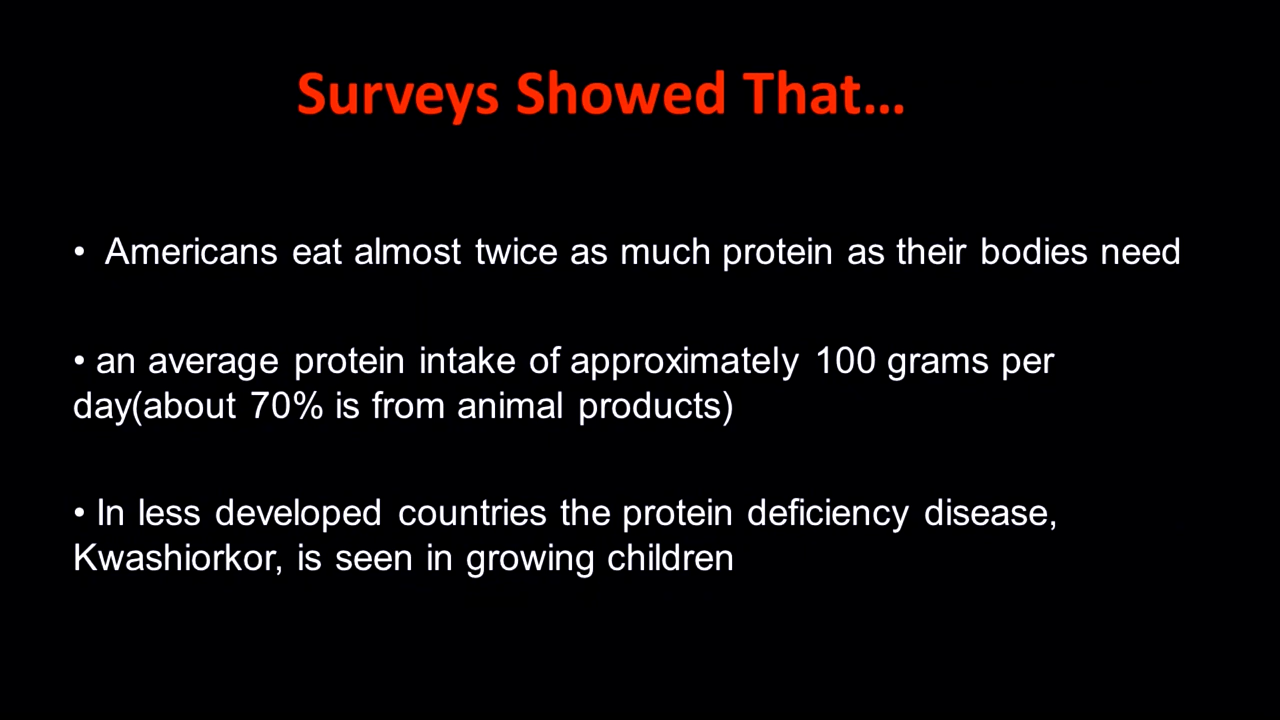 Surveys Showed That...
• Americans eat almost twice as much protein as their bodies need
• an average protein intake of approximately 100 grams per
day(about 70% is from animal products)
• In less developed countries the protein deficiency disease,
Kwashiorkor, is seen in growing children